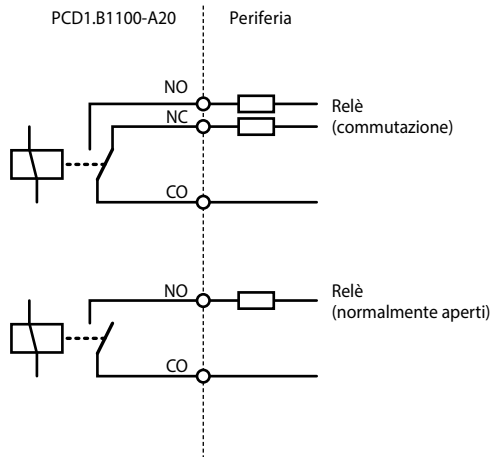 PCD1.B1100-A20 Periferia
NO
NC
Relè
(commutazione)
CO
NO
Relè
(normalmente aperti)
CO